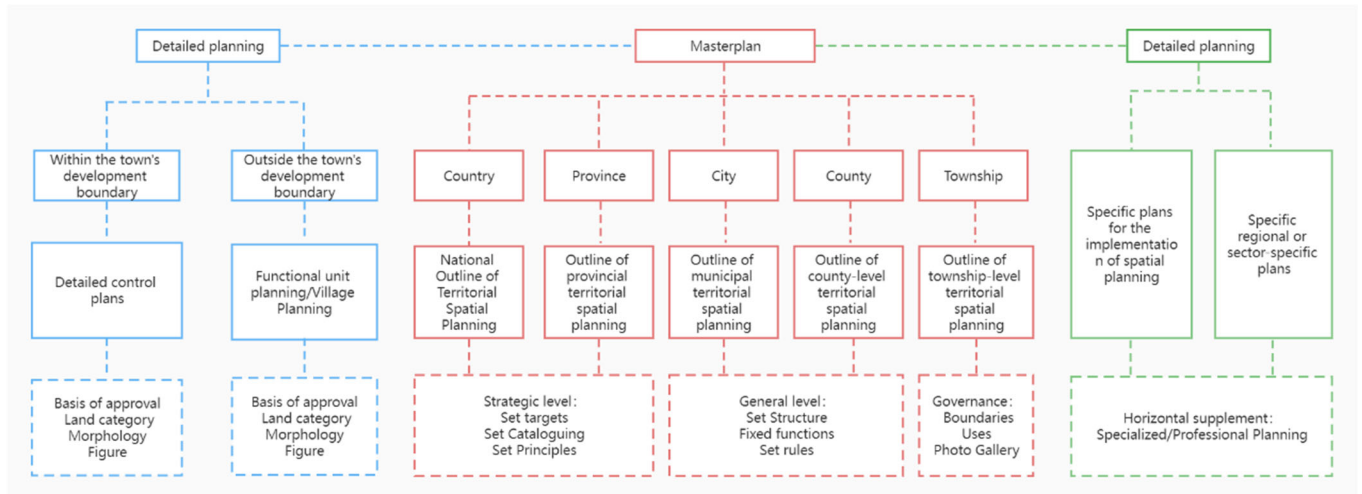 Detailed planning
Masterplan
Detailed planning
Within the town's
development
boundary
Outside the town's
development
boundary
Country
Province
City
County
Township
Specific plans
for the
implementatio
n of spatial
planning
Specific
regional or
sector-specific
plans
Detailed control
plans
Functional unit
planning/Village
Planning
National
Outline of
Territorial
Spatial
Planning
Outline of
provincial
territorial
spatial
planning
Outline of
municipal
territorial
spatial
planning
Outline of
county-level
territorial
spatial
planning
Outline of
township-level
territorial
spatial
planning
Basis of approval
Land category
Morphology
Figure
Basis of approval
Land category
Morphology
Figure
Strategic level:
Set targets
Set Cataloguing
Set Principles
General level:
Set Structure
Fixed functions
Set rules
Governance:
Boundaries
Uses
Photo Gallery
Horizontal supplement:
Specialized/Professional Planning